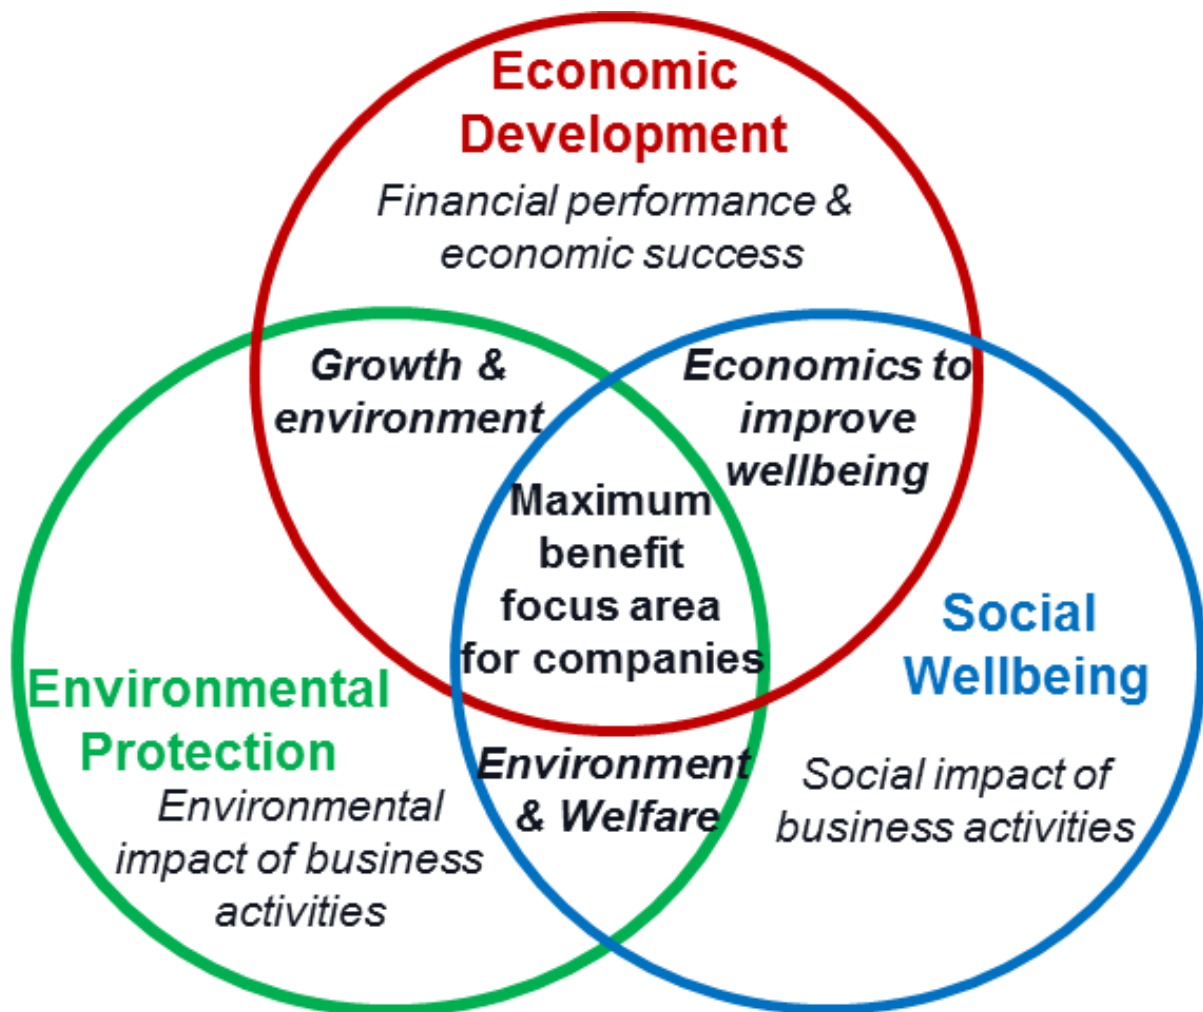 Economic
Development
Financial performance &
economic success
Growth &
environment
Economics to
improve
wellbeing
Maximum
benefit
focus area
for companies
Environmental
Protection
Environmental
impact of business
activities
Environment
& Welfare
Social
Wellbeing
Social impact of
business activities